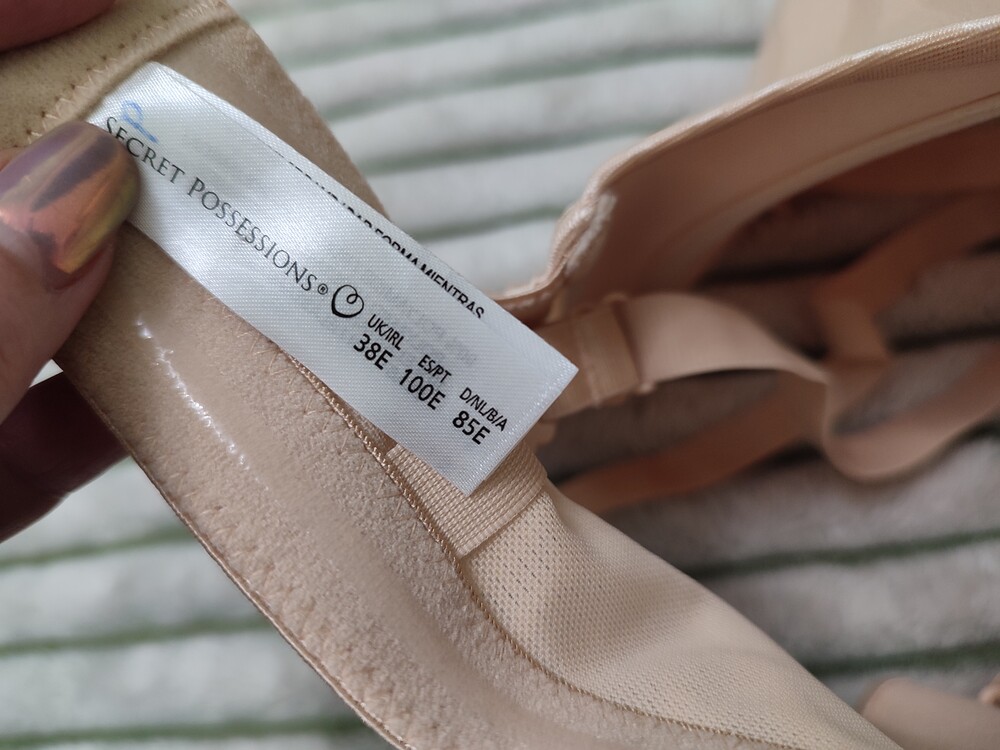 SECRET POSSESSIONS®
UK/IRL ES/PT D/NL/B/A
38E 100E 85E
FORMA MIENTRAS
P